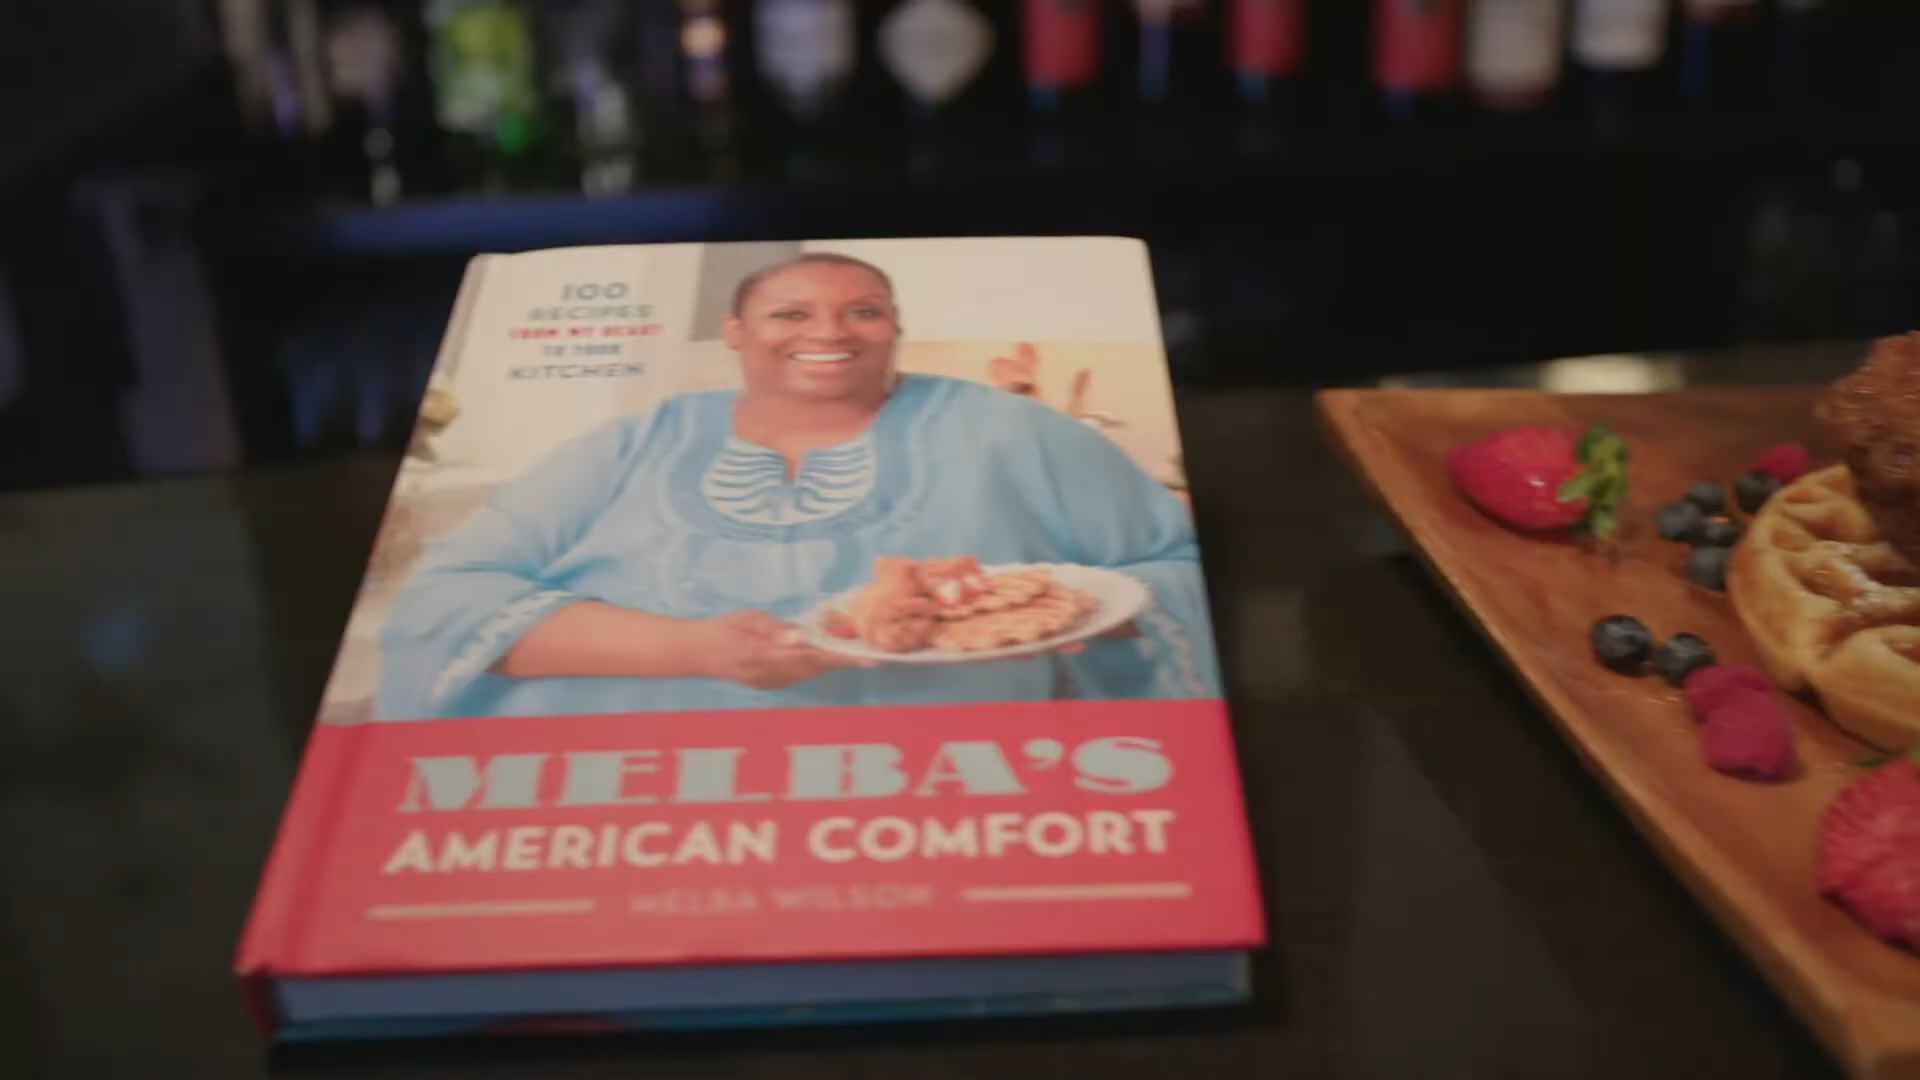 100
RECIPES
FROM MY HEART
TO YOUR
KITCHEN
MELBA'S
AMERICAN COMFORT
MELBA WILSON